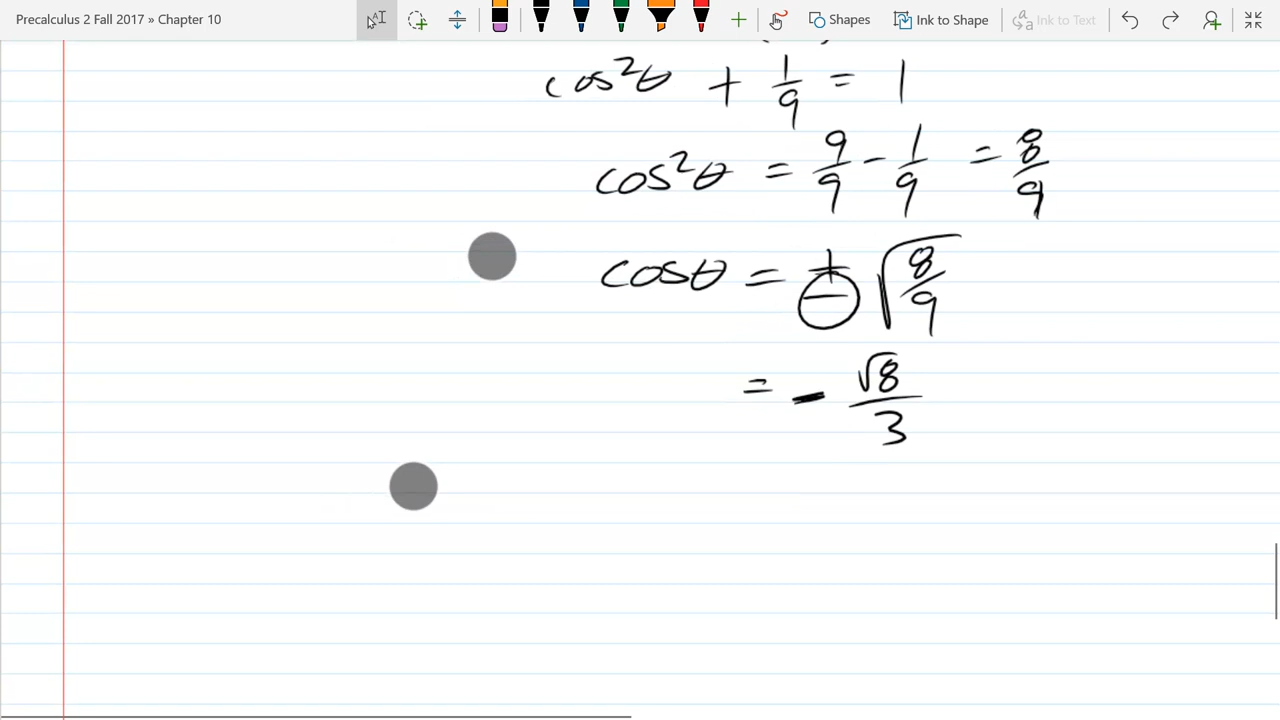 Precalculus 2 Fall 2017 » Chapter 10
Shapes
Ink to Shape
Ink to Text
cos²θ + 1/9 = 1
cos²θ = 9/9 - 1/9 = 8/9
cosθ = ± √(8/9)
= - √8/3